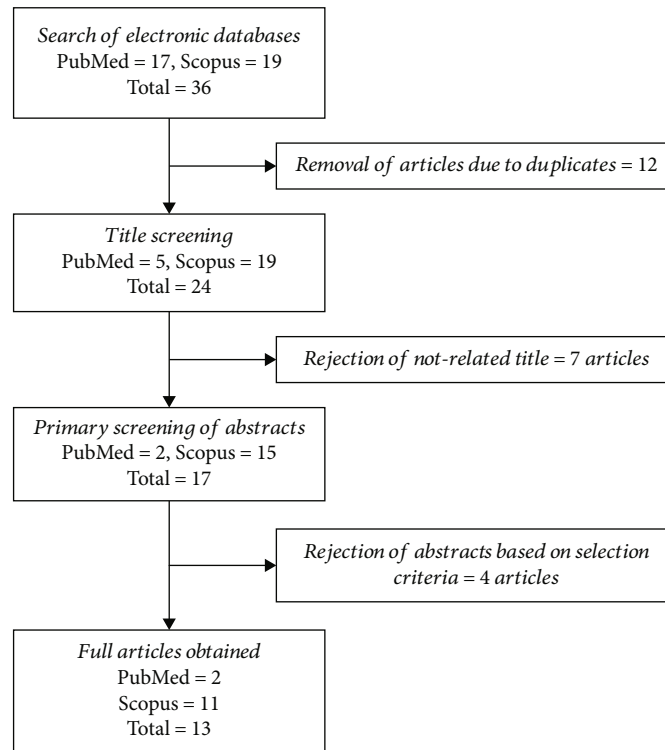 Search of electronic databases
PubMed = 17, Scopus = 19
Total = 36
Removal of articles due to duplicates = 12
Title screening
PubMed = 5, Scopus = 19
Total = 24
Rejection of not-related title = 7 articles
Primary screening of abstracts
PubMed = 2, Scopus = 15
Total = 17
Rejection of abstracts based on selection
criteria = 4 articles
Full articles obtained
PubMed = 2
Scopus = 11
Total = 13